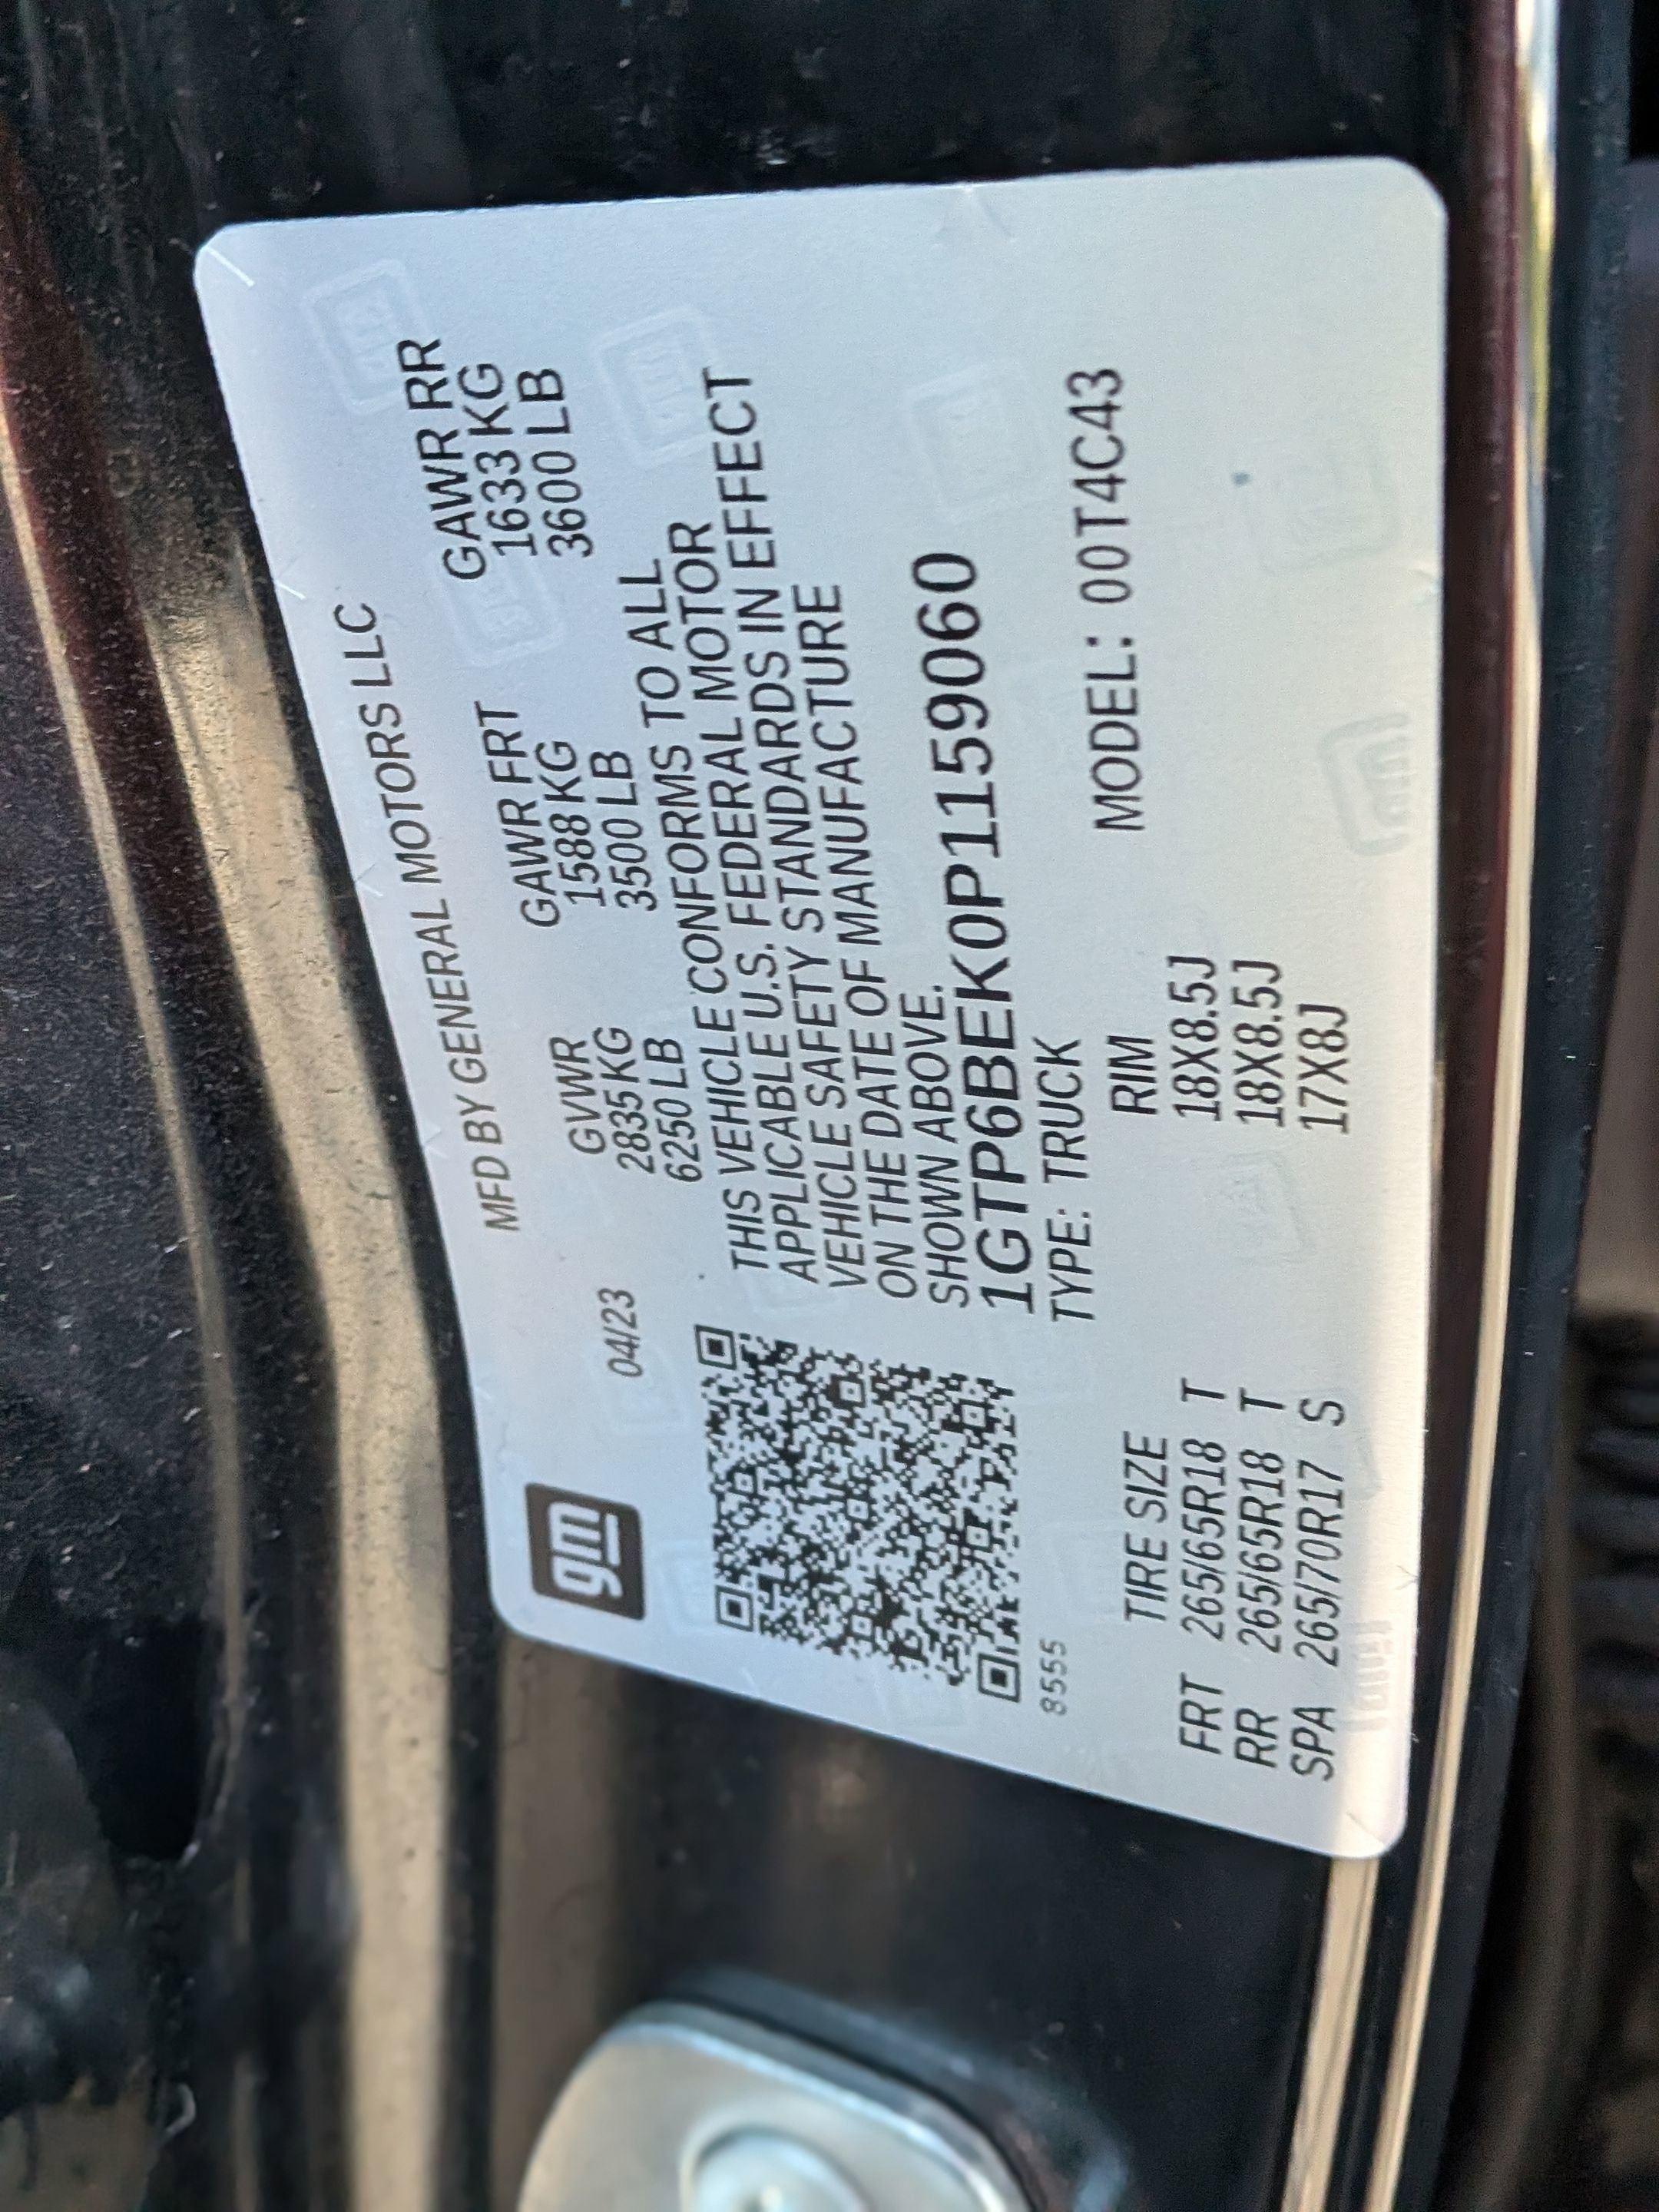 gm
MFD BY GENERAL MOTORS LLC
04/23
GVWR GAWR FRT GAWR RR
2835 KG 1588 KG 1633 KG
6250 LB 3500 LB 3600 LB
THIS VEHICLE CONFORMS TO ALL
APPLICABLE U.S. FEDERAL MOTOR
VEHICLE SAFETY STANDARDS IN EFFECT
ON THE DATE OF MANUFACTURE
SHOWN ABOVE.
1GTP6BEK0P1159060
TYPE: TRUCK MODEL: 00T4C43
8555
TIRE SIZE RIM
FRT 265/65R18 T 18X8.5J
RR 265/65R18 T 18X8.5J
SPA 265/70R17 S 17X8J